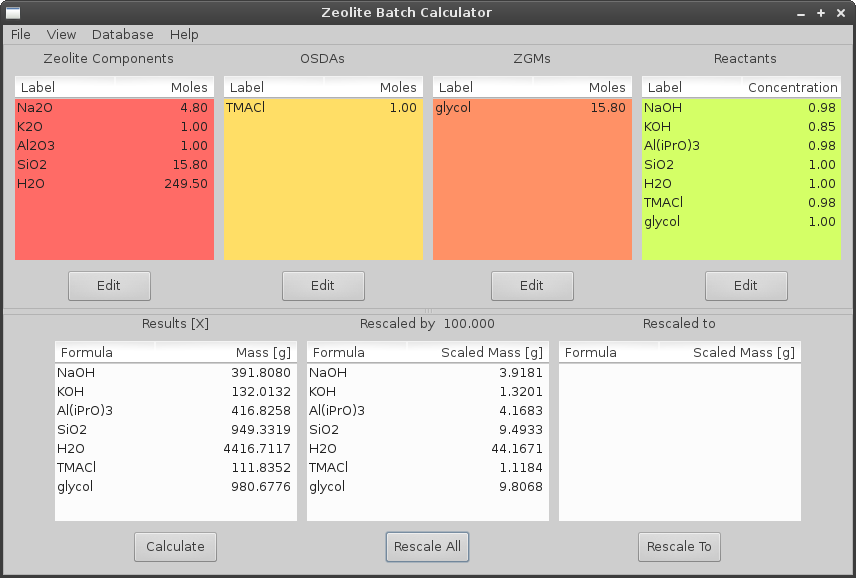 Zeolite Batch Calculator
File View Database Help
Zeolite Components OSDAs ZGMs Reactants
Label Moles Label Moles Label Moles Label Concentration
Na2O 4.80 TMACl 1.00 glycol 15.80 NaOH 0.98
K2O 1.00 KOH 0.85
Al2O3 1.00 Al(iPrO)3 0.98
SiO2 15.80 SiO2 1.00
H2O 249.50 H2O 1.00
TMACl 0.98
glycol 1.00
Edit Edit Edit Edit
Results [X] Rescaled by 100.000 Rescaled to
Formula Mass [g] Formula Scaled Mass [g] Formula Scaled Mass [g]
NaOH 391.8080 NaOH 3.9181
KOH 132.0132 KOH 1.3201
Al(iPrO)3 416.8258 Al(iPrO)3 4.1683
SiO2 949.3319 SiO2 9.4933
H2O 4416.7117 H2O 44.1671
TMACl 111.8352 TMACl 1.1184
glycol 980.6776 glycol 9.8068
Calculate Rescale All Rescale To